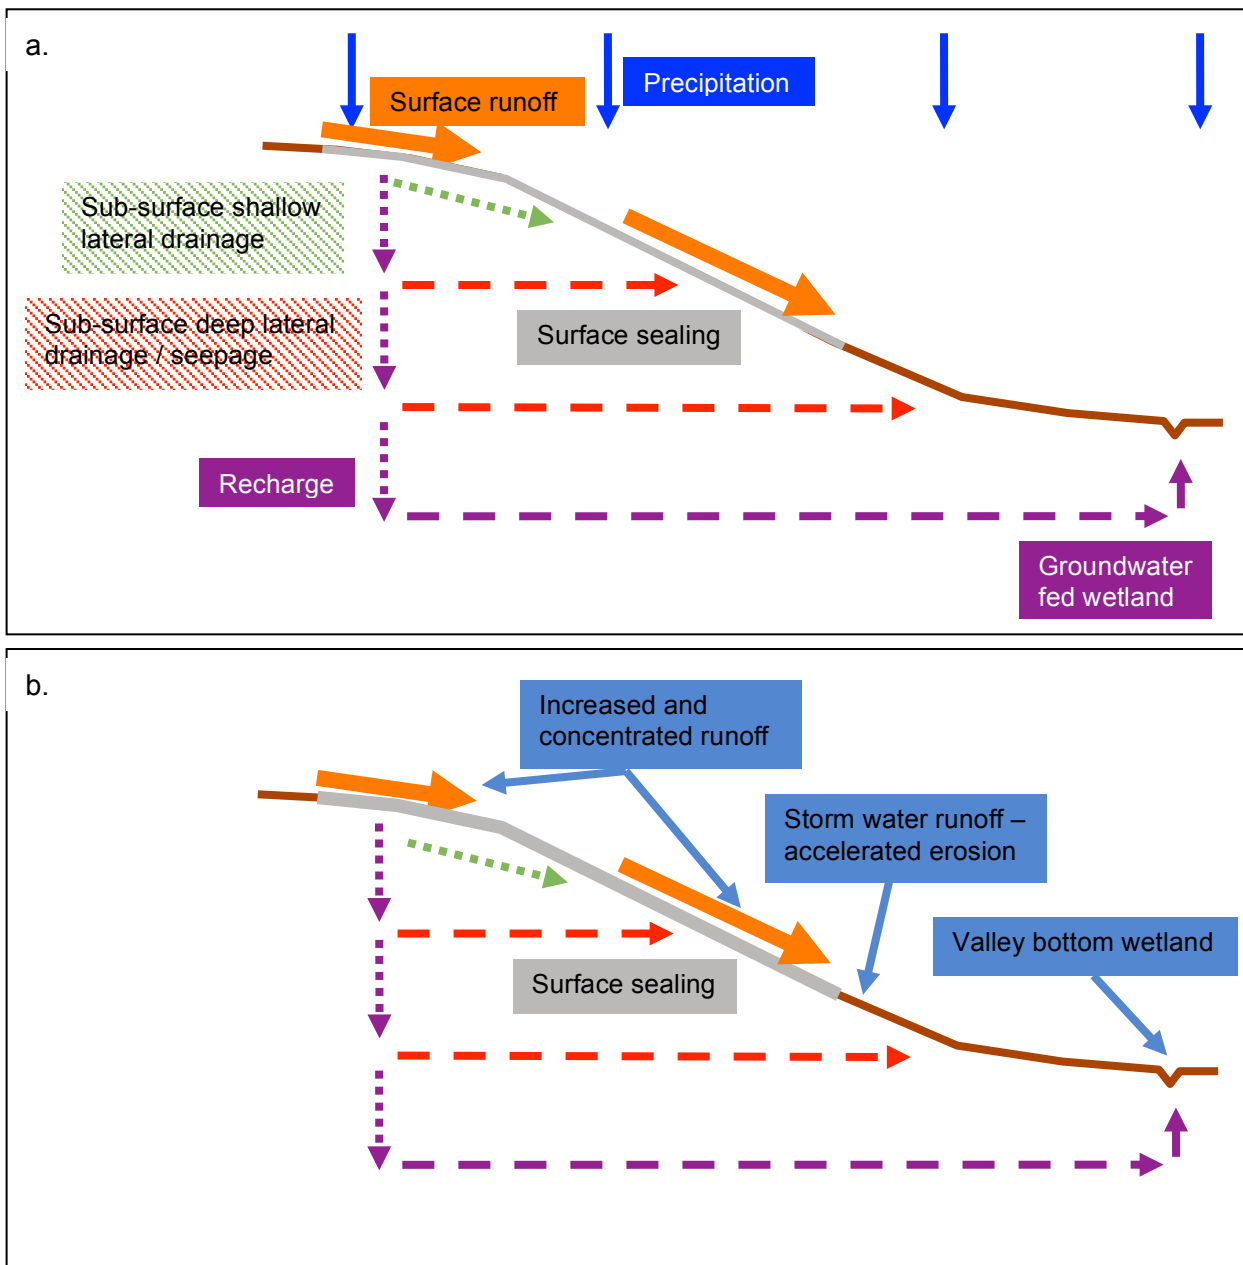 a.
Precipitation
Surface runoff
Sub-surface shallow
lateral drainage
Sub-surface deep lateral
drainage / seepage
Surface sealing
Recharge
Groundwater
fed wetland
b.
Increased and
concentrated runoff
Storm water runoff –
accelerated erosion
Valley bottom wetland
Surface sealing